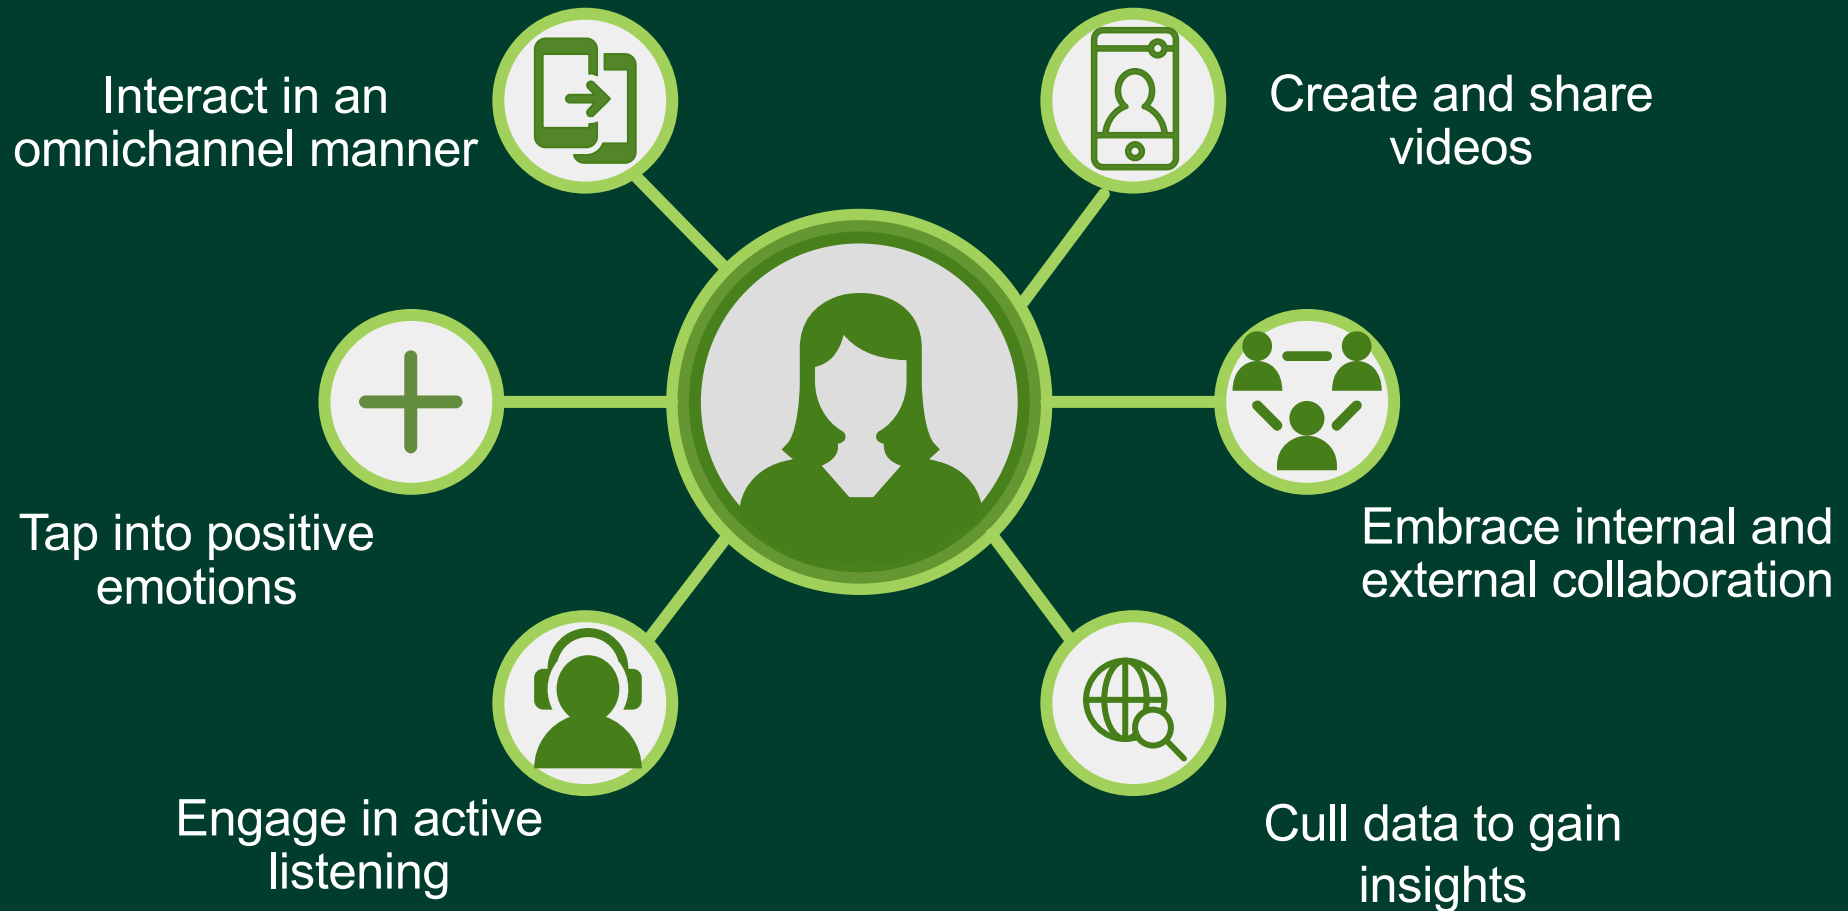 Interact in an
omnichannel manner
Create and share
videos
Tap into positive
emotions
Embrace internal and
external collaboration
Engage in active
listening
Cull data to gain
insights